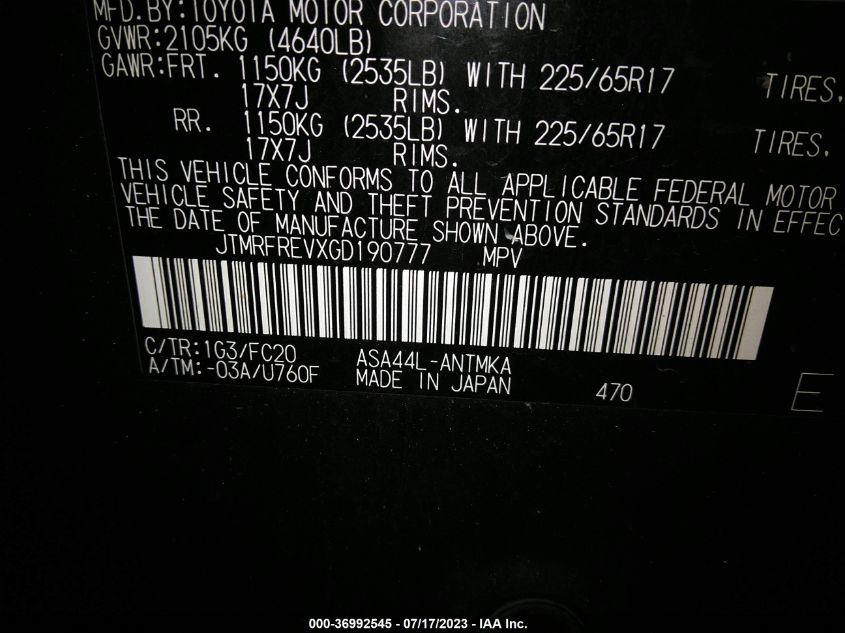 MFD.BY:TOYOTA MOTOR CORPORATION
GVWR:2105KG (4640LB)
GAWR:FRT. 1150KG (2535LB) WITH 225/65R17 TIRES,
17X7J RIMS.
RR. 1150KG (2535LB) WITH 225/65R17 TIRES,
17X7J RIMS.
THIS VEHICLE CONFORMS TO ALL APPLICABLE FEDERAL MOTOR
VEHICLE SAFETY AND THEFT PREVENTION STANDARDS IN EFFEC
THE DATE OF MANUFACTURE SHOWN ABOVE.
JTMRFREVXGD190777 MPV
C/TR:1G3/FC20 ASA44L-ANTMKA
A/TM:-03A/U760F MADE IN JAPAN 470 E
000-36992545 - 07/17/2023 - IAA Inc.